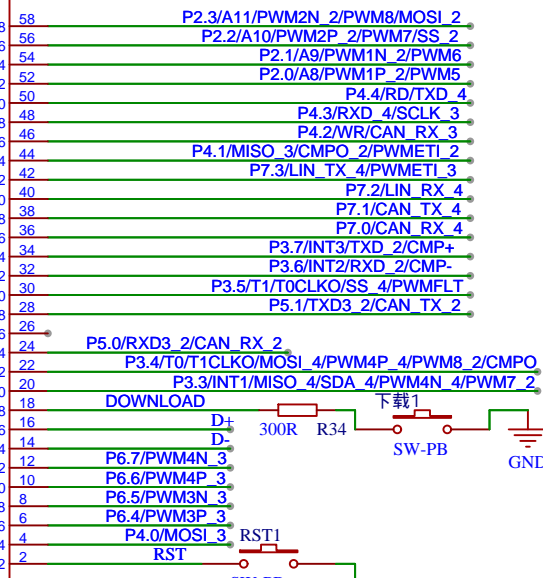 58 P2.3/A11/PWM2N_2/PWM8/MOSI_2
56 P2.2/A10/PWM2P_2/PWM7/SS_2
54 P2.1/A9/PWM1N_2/PWM6
52 P2.0/A8/PWM1P_2/PWM5
50 P4.4/RD/TXD_4
48 P4.3/RXD_4/SCLK_3
46 P4.2/WR/CAN_RX_3
44 P4.1/MISO_3/CMPO_2/PWMETI_2
42 P7.3/LIN_TX_4/PWMETI_3
40 P7.2/LIN_RX_4
38 P7.1/CAN_TX_4
36 P7.0/CAN_RX_4
34 P3.7/INT3/TXD_2/CMP+
32 P3.6/INT2/RXD_2/CMP-
30 P3.5/T1/T0CLKO/SS_4/PWMFLT
28 P5.1/TXD3_2/CAN_TX_2
26
24 P5.0/RXD3_2/CAN_RX_2
22 P3.4/T0/T1CLKO/MOSI_4/PWM4P_4/PWM8_2/CMPO
20 P3.3/INT1/MISO_4/SDA_4/PWM4N_4/PWM7_2
18 DOWNLOAD 300R R34 下载1 SW-PB GND
16 D+
14 D-
12 P6.7/PWM4N_3
10 P6.6/PWM4P_3
8 P6.5/PWM3N_3
6 P6.4/PWM3P_3
4 P4.0/MOSI_3 RST1
2 RST